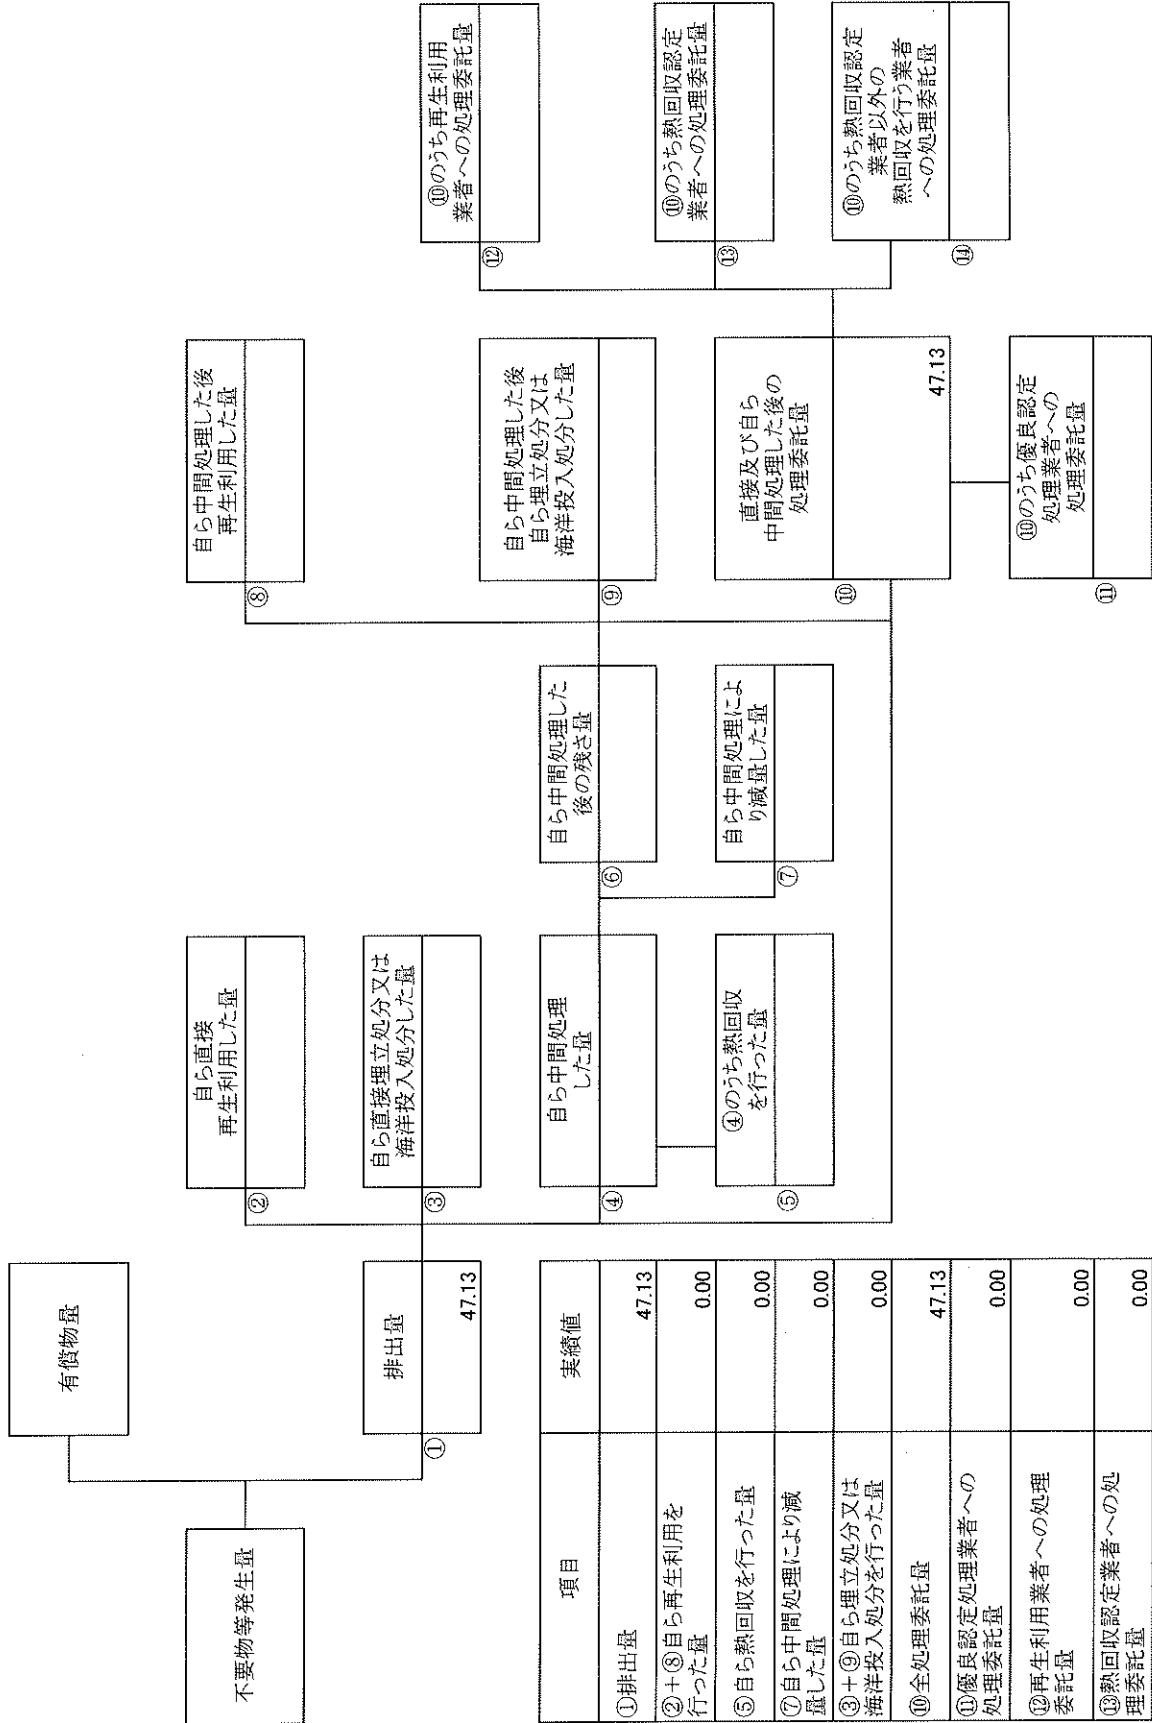 不要物等発生量
有償物量
排出量
①
47.13
②
自ら直接
再生利用した量
③
自ら直接埋立処分又は
海洋投入処分した量
④
自ら中間処理
した量
⑤
④のうち熱回収
を行った量
⑥
自ら中間処理した
後の残さ量
⑦
自ら中間処理によ
り減量した量
⑧
自ら中間処理した後
再生利用した量
⑨
自ら中間処理した後
自ら埋立処分又は
海洋投入処分した量
⑩
直接及び自ら
中間処理した後の
処理委託量
47.13
⑪
⑩のうち優良認定
処理業者への
処理委託量
⑫
⑩のうち再生利用
業者への処理委託量
⑬
⑩のうち熱回収認定
業者への処理委託量
⑭
⑩のうち熱回収認定
業者以外の
熱回収を行う業者
への処理委託量
項目 実績値
①排出量 47.13
②+⑧自ら再生利用を
行った量 0.00
⑤自ら熱回収を行った量 0.00
⑦自ら中間処理により減
量した量 0.00
③+⑨自ら埋立処分又は
海洋投入処分を行った量 0.00
⑩全処理委託量 47.13
⑪優良認定処理業者への
処理委託量 0.00
⑫再生利用業者への処理
委託量 0.00
⑬熱回収認定業者への処
理委託量 0.00